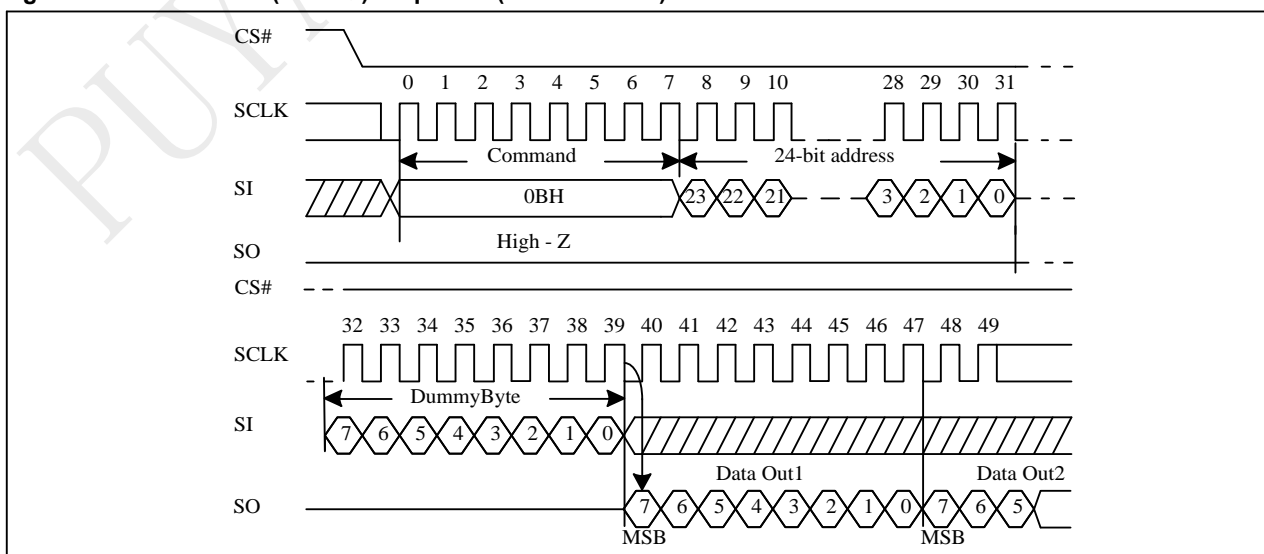 CS#
0 1 2 3 4 5 6 7 8 9 10 28 29 30 31
SCLK
Command 24-bit address
SI 0BH 23 22 21 3 2 1 0
High - Z
SO
CS#
32 33 34 35 36 37 38 39 40 41 42 43 44 45 46 47 48 49
SCLK
DummyByte
SI 7 6 5 4 3 2 1 0
Data Out1 Data Out2
SO 7 6 5 4 3 2 1 0 7 6 5
MSB MSB